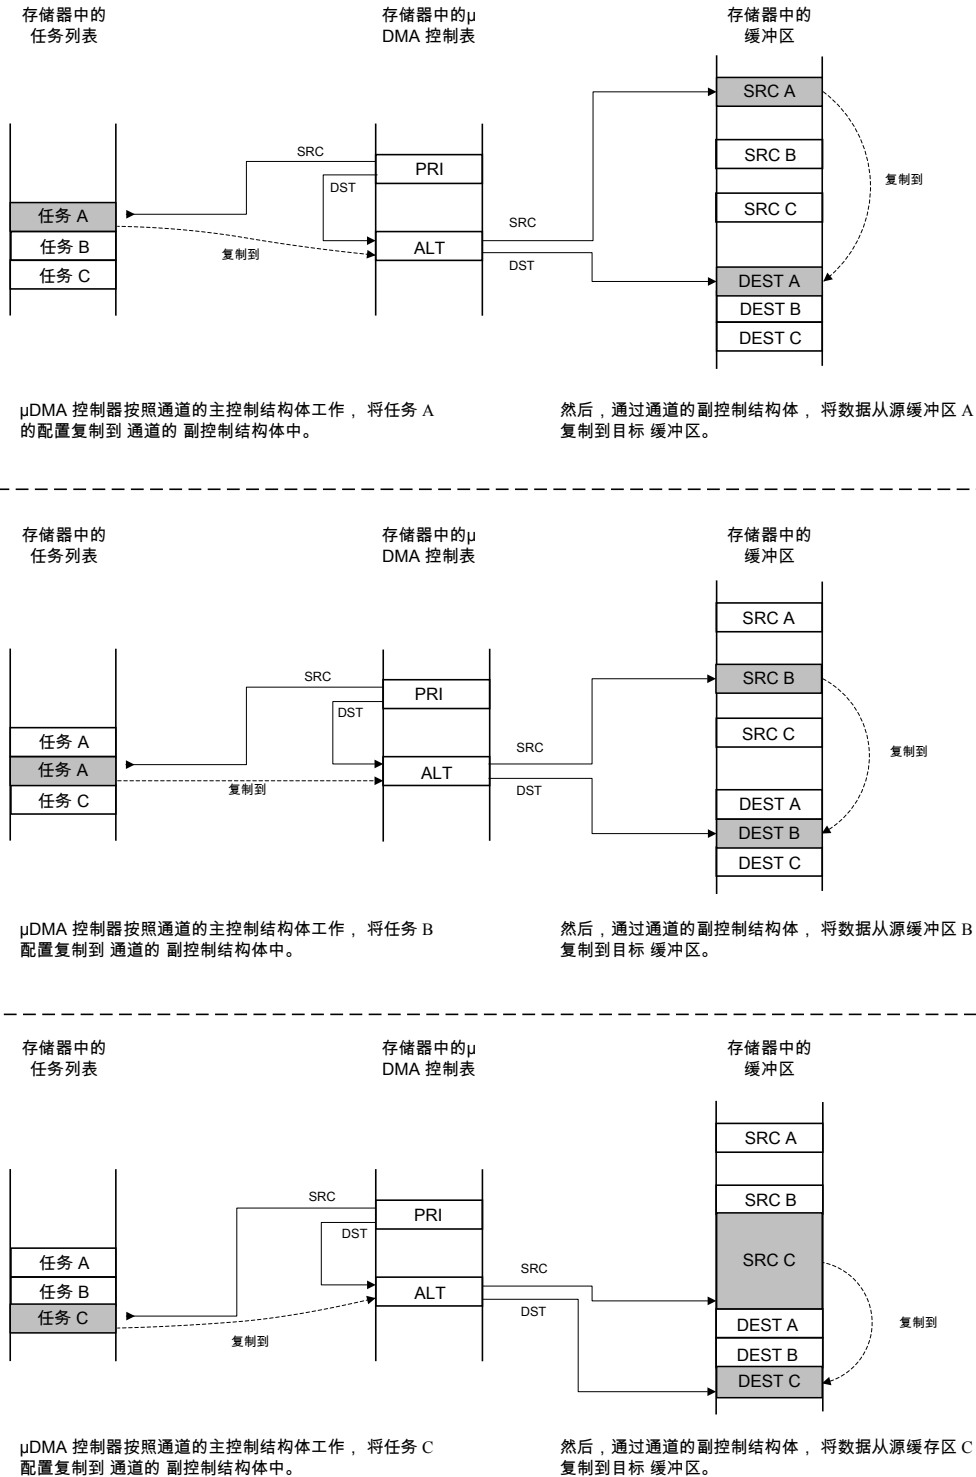 存储器中的
任务列表
存储器中的μ
DMA 控制表
存储器中的
缓冲区
SRC A
SRC B
SRC C
DEST A
DEST B
DEST C
复制到
SRC
DST
PRI
ALT
SRC
DST
任务 A
任务 B
任务 C
复制到
μDMA 控制器按照通道的主控制结构体工作， 将任务 A
的配置复制到 通道的 副控制结构体中。
然后，通过通道的副控制结构体， 将数据从源缓冲区 A
复制到目标 缓冲区。
存储器中的
任务列表
存储器中的μ
DMA 控制表
存储器中的
缓冲区
SRC A
SRC B
SRC C
DEST A
DEST B
DEST C
复制到
SRC
DST
PRI
ALT
SRC
DST
任务 A
任务 A
任务 C
复制到
μDMA 控制器按照通道的主控制结构体工作， 将任务 B
配置复制到 通道的 副控制结构体中。
然后，通过通道的副控制结构体， 将数据从源缓冲区 B
复制到目标 缓冲区。
存储器中的
任务列表
存储器中的μ
DMA 控制表
存储器中的
缓冲区
SRC A
SRC B
SRC C
DEST A
DEST B
DEST C
复制到
SRC
DST
PRI
ALT
SRC
DST
任务 A
任务 B
任务 C
复制到
μDMA 控制器按照通道的主控制结构体工作， 将任务 C
配置复制到 通道的 副控制结构体中。
然后，通过通道的副控制结构体， 将数据从源缓存区 C
复制到目标 缓冲区。